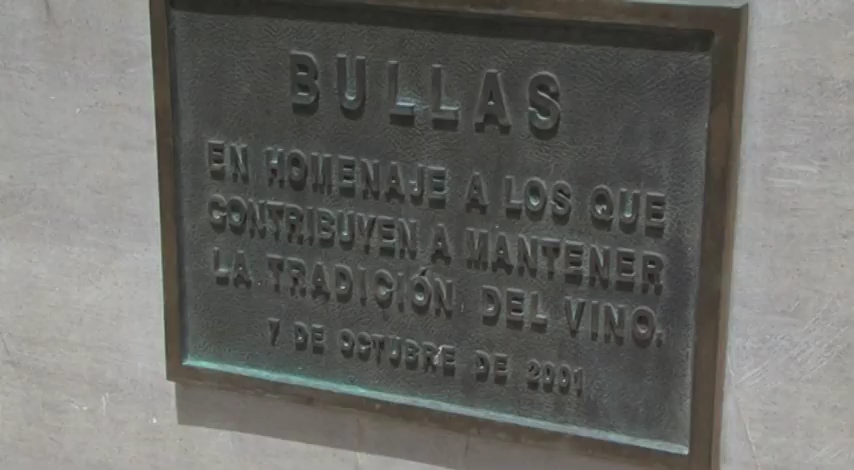 BULLAS
EN HOMENAJE A LOS QUE
CONTRIBUYEN A MANTENER
LA TRADICIÓN DEL VINO.
7 DE OCTUBRE DE 2001